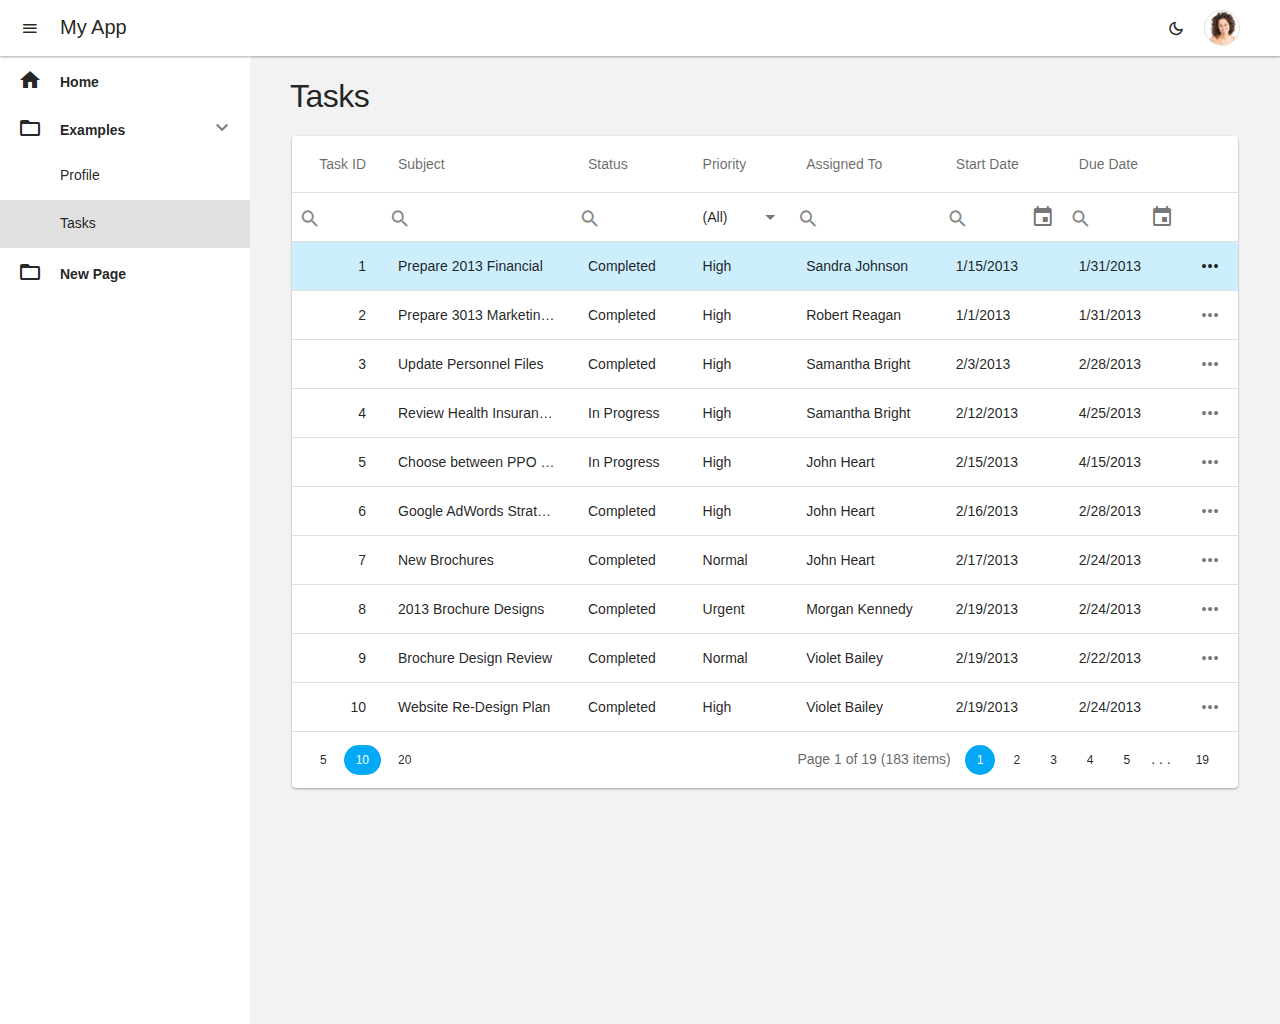 My App
Home
Examples
Profile
Tasks
New Page
Tasks
Task ID Subject Status Priority Assigned To Start Date Due Date
(All)
1 Prepare 2013 Financial Completed High Sandra Johnson 1/15/2013 1/31/2013
2 Prepare 3013 Marketin… Completed High Robert Reagan 1/1/2013 1/31/2013
3 Update Personnel Files Completed High Samantha Bright 2/3/2013 2/28/2013
4 Review Health Insuran… In Progress High Samantha Bright 2/12/2013 4/25/2013
5 Choose between PPO … In Progress High John Heart 2/15/2013 4/15/2013
6 Google AdWords Strat… Completed High John Heart 2/16/2013 2/28/2013
7 New Brochures Completed Normal John Heart 2/17/2013 2/24/2013
8 2013 Brochure Designs Completed Urgent Morgan Kennedy 2/19/2013 2/24/2013
9 Brochure Design Review Completed Normal Violet Bailey 2/19/2013 2/22/2013
10 Website Re-Design Plan Completed High Violet Bailey 2/19/2013 2/24/2013
5 10 20 Page 1 of 19 (183 items) 1 2 3 4 5 . . . 19